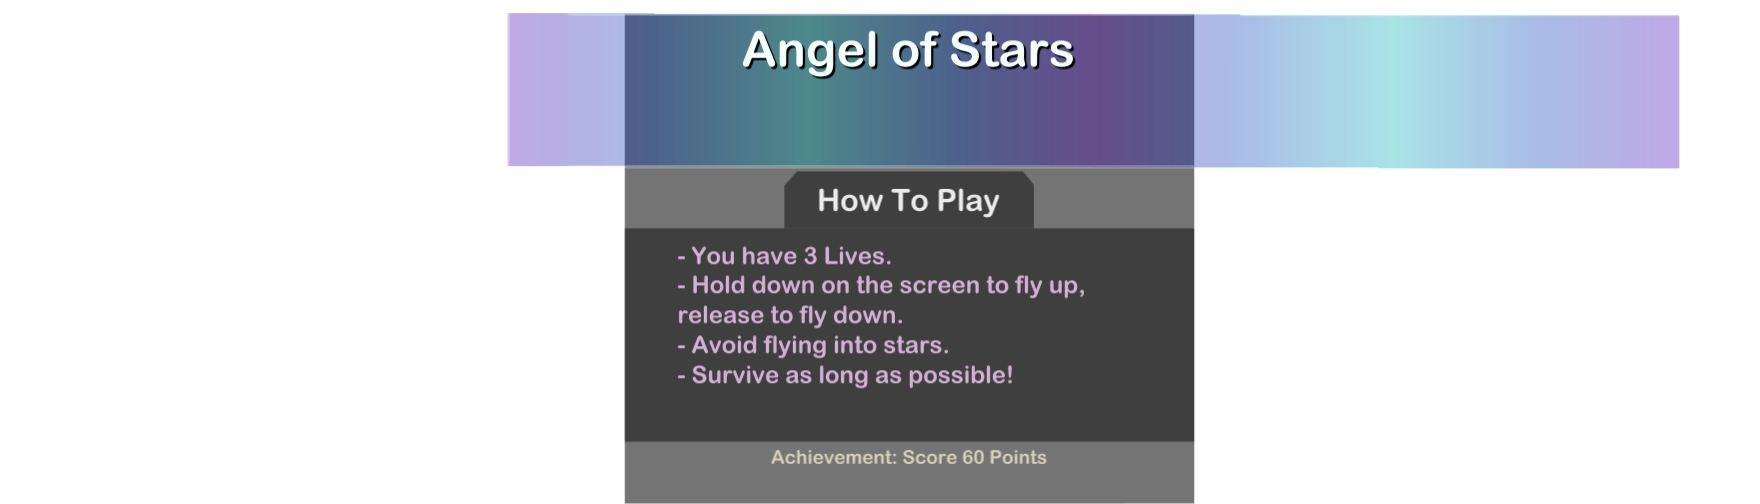 Angel of Stars
How To Play
- You have 3 Lives.
- Hold down on the screen to fly up,
release to fly down.
- Avoid flying into stars.
- Survive as long as possible!
Achievement: Score 60 Points